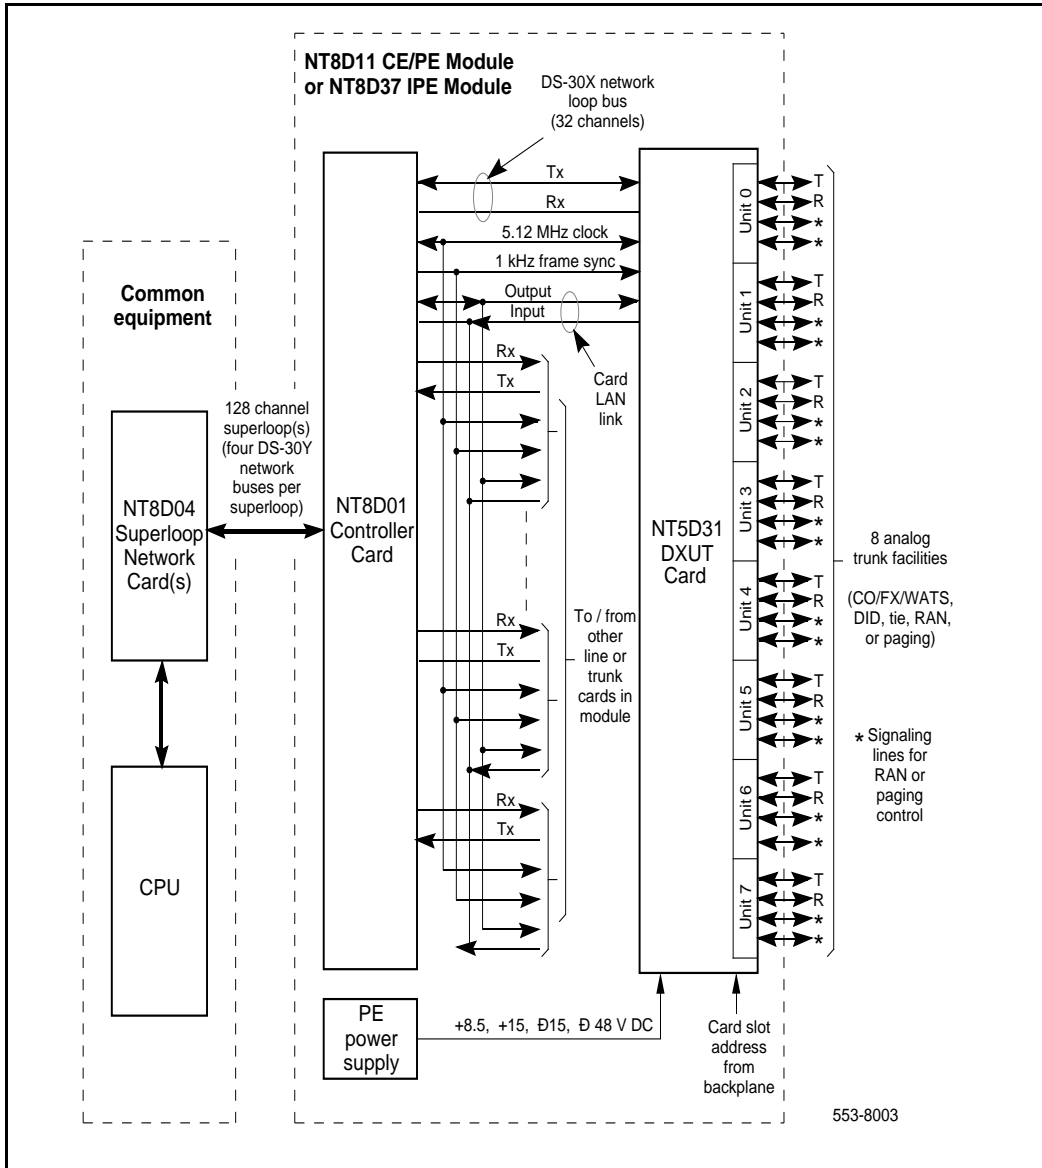 NT8D11 CE/PE Module
or NT8D37 IPE Module
DS-30X network
loop bus
(32 channels)
Tx
Rx
5.12 MHz clock
1 kHz frame sync
Output
Input
Card
LAN
link
Common
equipment
128 channel
superloop(s)
(four DS-30Y
network
buses per
superloop)
NT8D04
Superloop
Network
Card(s)
CPU
NT8D01
Controller
Card
Rx
Tx
Rx
Tx
Rx
Tx
To / from
other
line or
trunk
cards in
module
NT5D31
DXUT
Card
Unit 0
T
R
*
*
Unit 1
T
R
*
*
Unit 2
T
R
*
*
Unit 3
T
R
*
*
Unit 4
T
R
*
*
Unit 5
T
R
*
*
Unit 6
T
R
*
*
Unit 7
T
R
*
*
8 analog
trunk facilities
(CO/FX/WATS,
DID, tie, RAN,
or paging)
* Signaling
lines for
RAN or
paging
control
PE
power
supply
+8.5, +15, Ð15, Ð 48 V DC
Card slot
address
from
backplane
553-8003